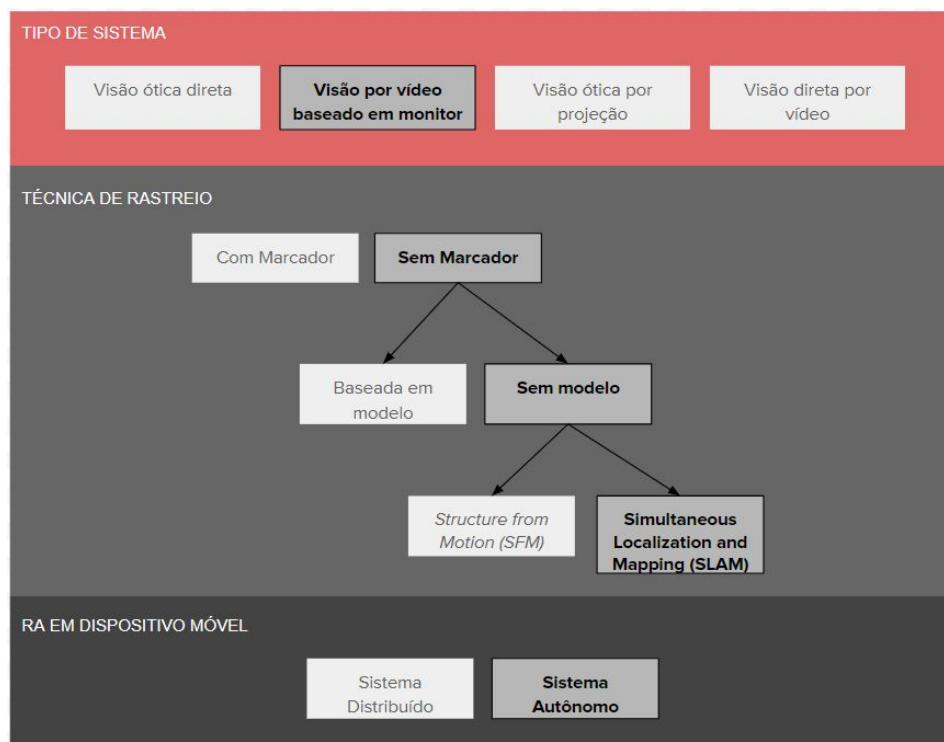 TIPO DE SISTEMA
Visão ótica direta
Visão por vídeo
baseado em monitor
Visão ótica por
projeção
Visão direta por
vídeo
TÉCNICA DE RASTREIO
Com Marcador
Sem Marcador
Baseada em
modelo
Sem modelo
Structure from
Motion (SFM)
Simultaneous
Localization and
Mapping (SLAM)
RA EM DISPOSITIVO MÓVEL
Sistema
Distribuído
Sistema
Autônomo